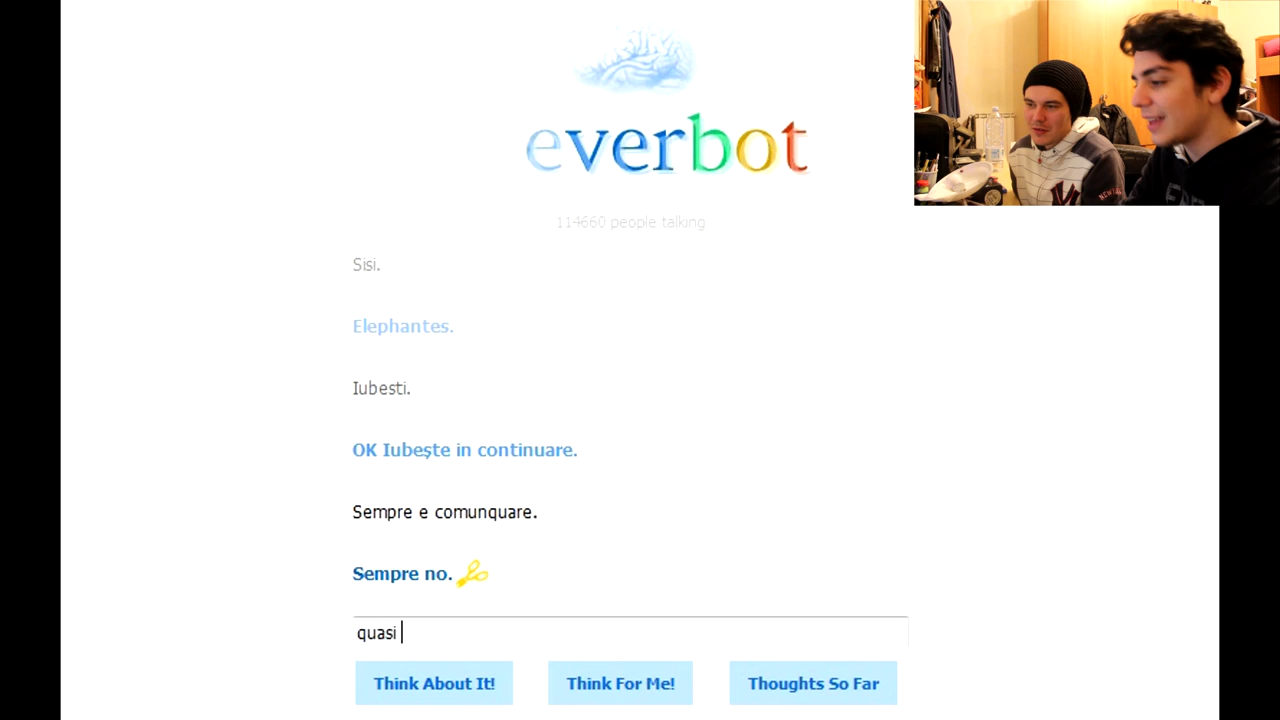 everbot
114660 people talking
Sisi.
Elephantes.
Iubesti.
OK Iubeşte in continuare.
Sempre e comunquare.
Sempre no.
quasi
Think About It!
Think For Me!
Thoughts So Far